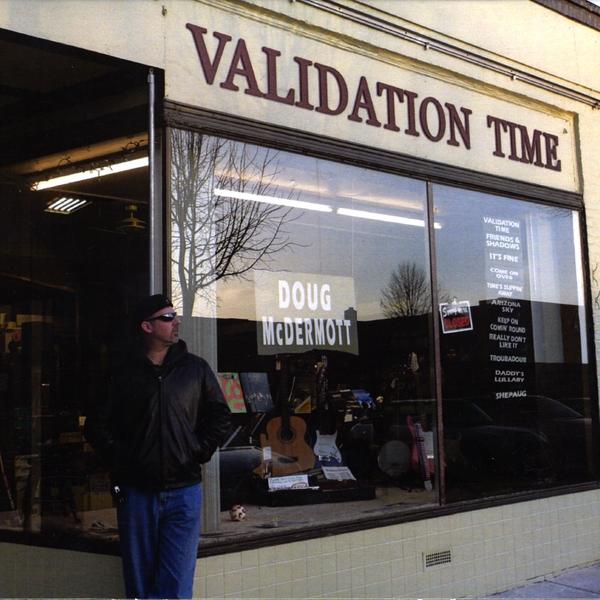 VALIDATION TIME
DOUG
McDERMOTT
VALIDATION
TIME
FRIENDS &
SHADOWS
IT'S FINE
COME ON
OVER
TIME'S SLIPPIN'
AWAY
ARIZONA
SKY
KEEP ON
COMIN' ROUND
REALLY DON'T
LIKE IT
TROUBADOUR
DADDY'S
LULLABY
SHEPAUG